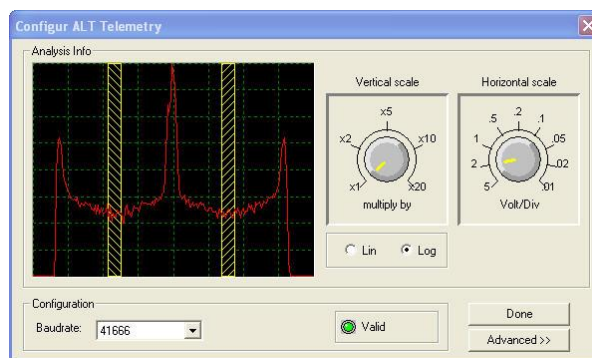 Configur ALT Telemetry
Analysis Info
Vertical scale
x1
x2
x5
x10
x20
multiply by
Lin
Log
Horizontal scale
5
2
1
.5
.2
.1
.05
.02
.01
Volt/Div
Configuration
Baudrate:
41666
Valid
Done
Advanced >>